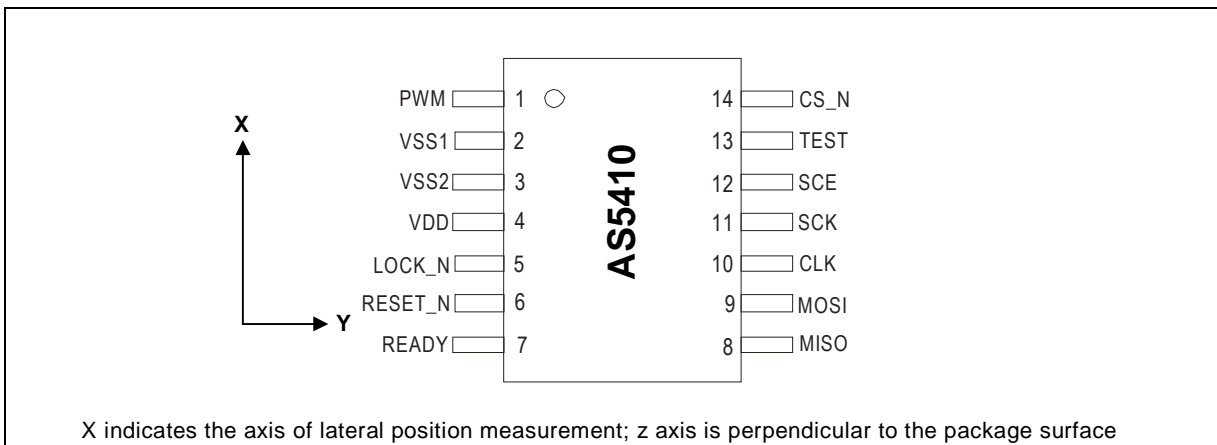 PWM 1 14 CS_N
X
VSS1 2 13 TEST
VSS2 3 12 SCE
VDD 4 11 SCK
LOCK_N 5 10 CLK
RESET_N 6 9 MOSI
Y
READY 7 8 MISO
AS5410
X indicates the axis of lateral position measurement; z axis is perpendicular to the package surface